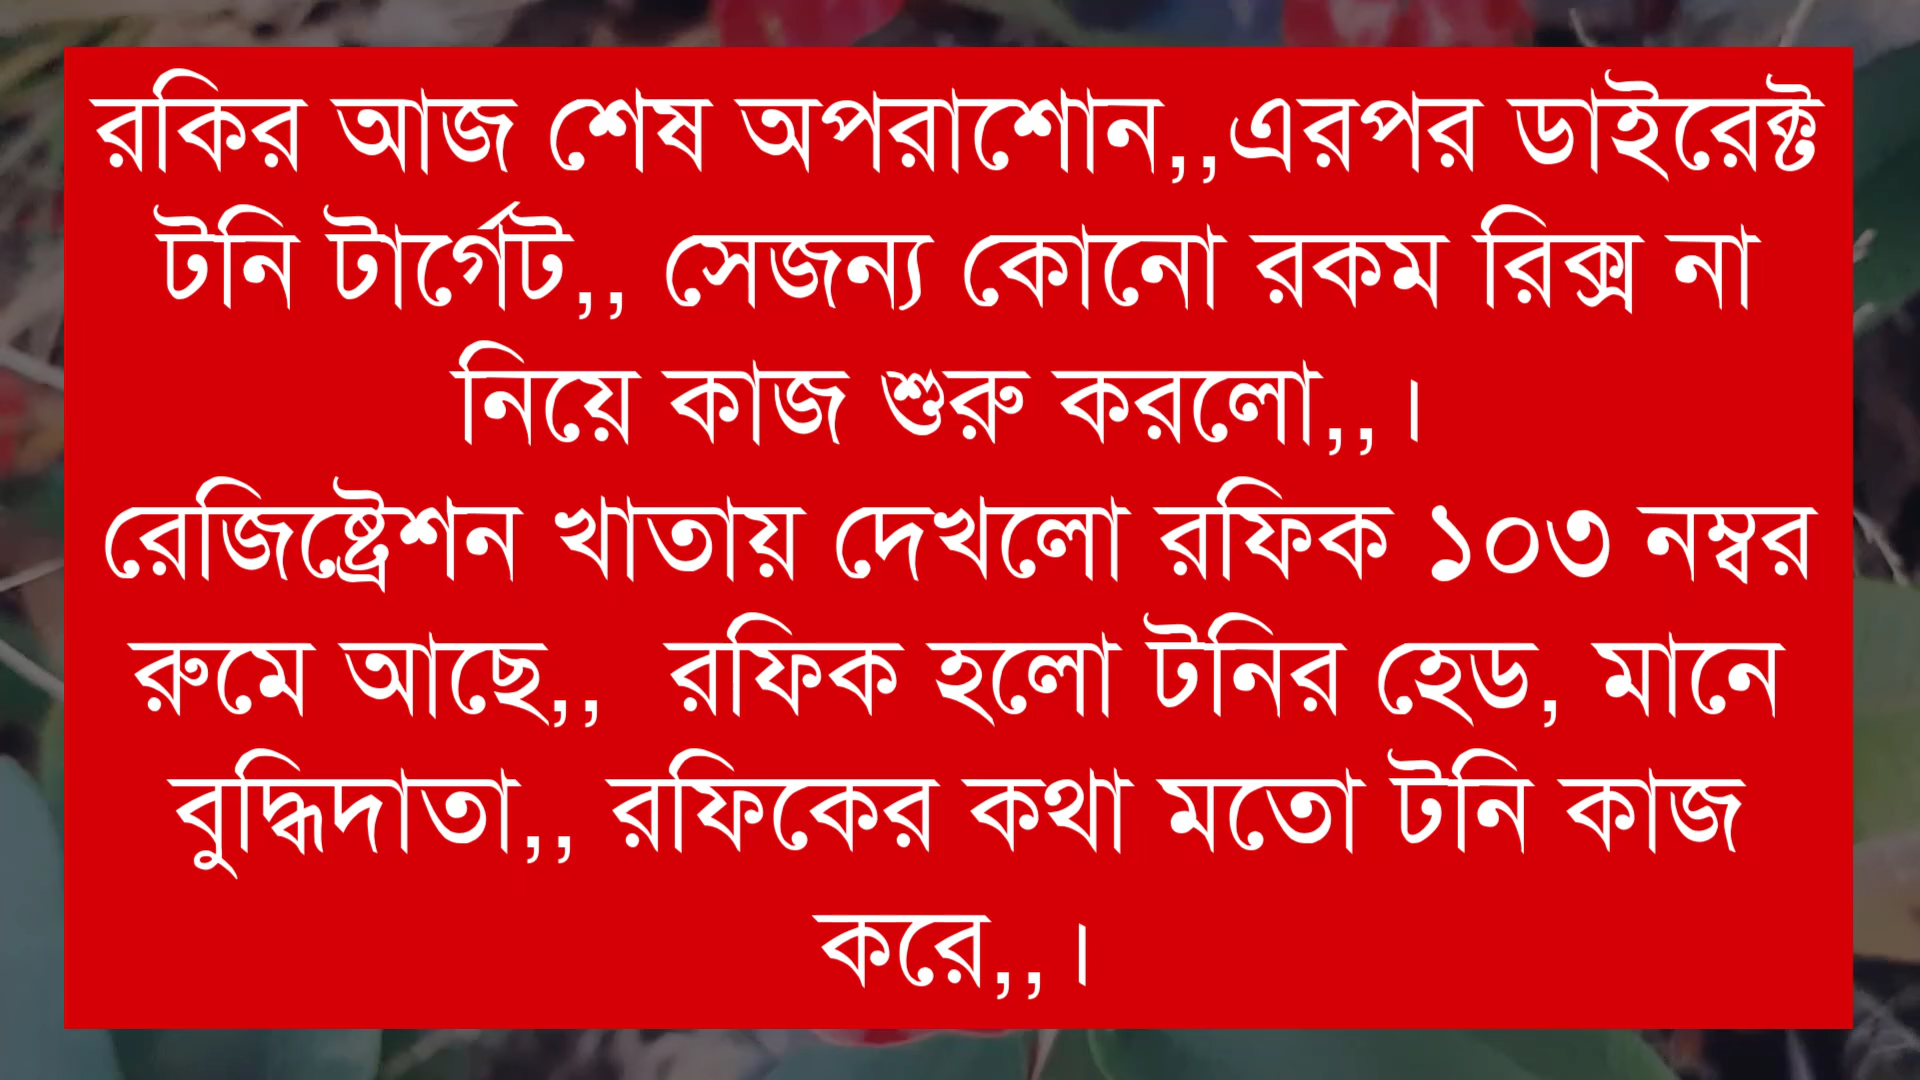 রকির আজ শেষ অপরাশোন,,এরপর ডাইরেক্ট
টনি টার্গেট,, সেজন্য কোনো রকম রিক্স না
নিয়ে কাজ শুরু করলো,,।
রেজিষ্ট্রেশন খাতায় দেখলো রফিক ১০৩ নম্বর
রুমে আছে,,  রফিক হলো টনির হেড, মানে
বুদ্ধিদাতা,, রফিকের কথা মতো টনি কাজ
করে,,।